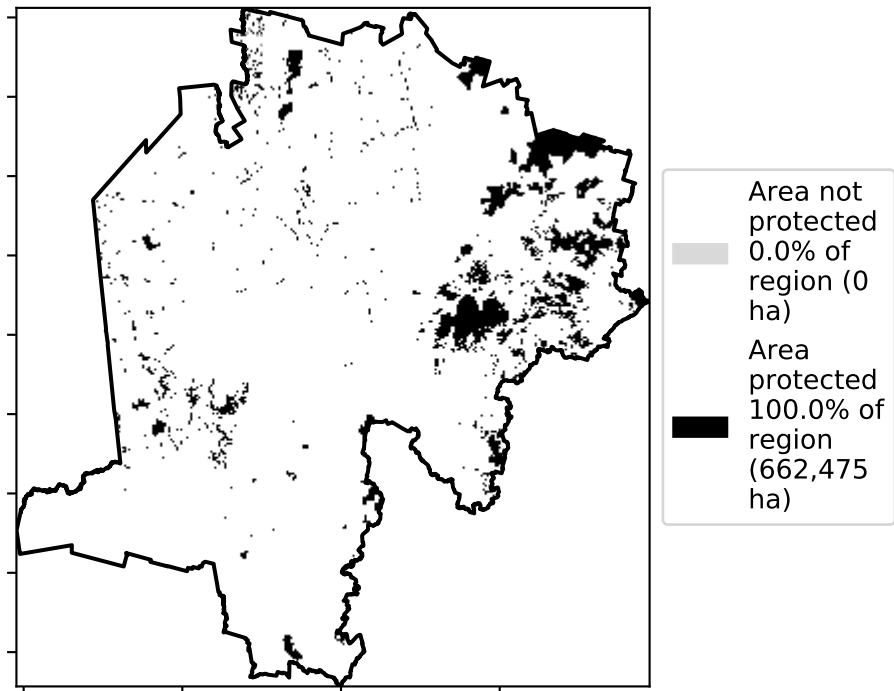 Area not
protected
0.0% of
region (0
ha)
Area
protected
100.0% of
region
(662,475
ha)